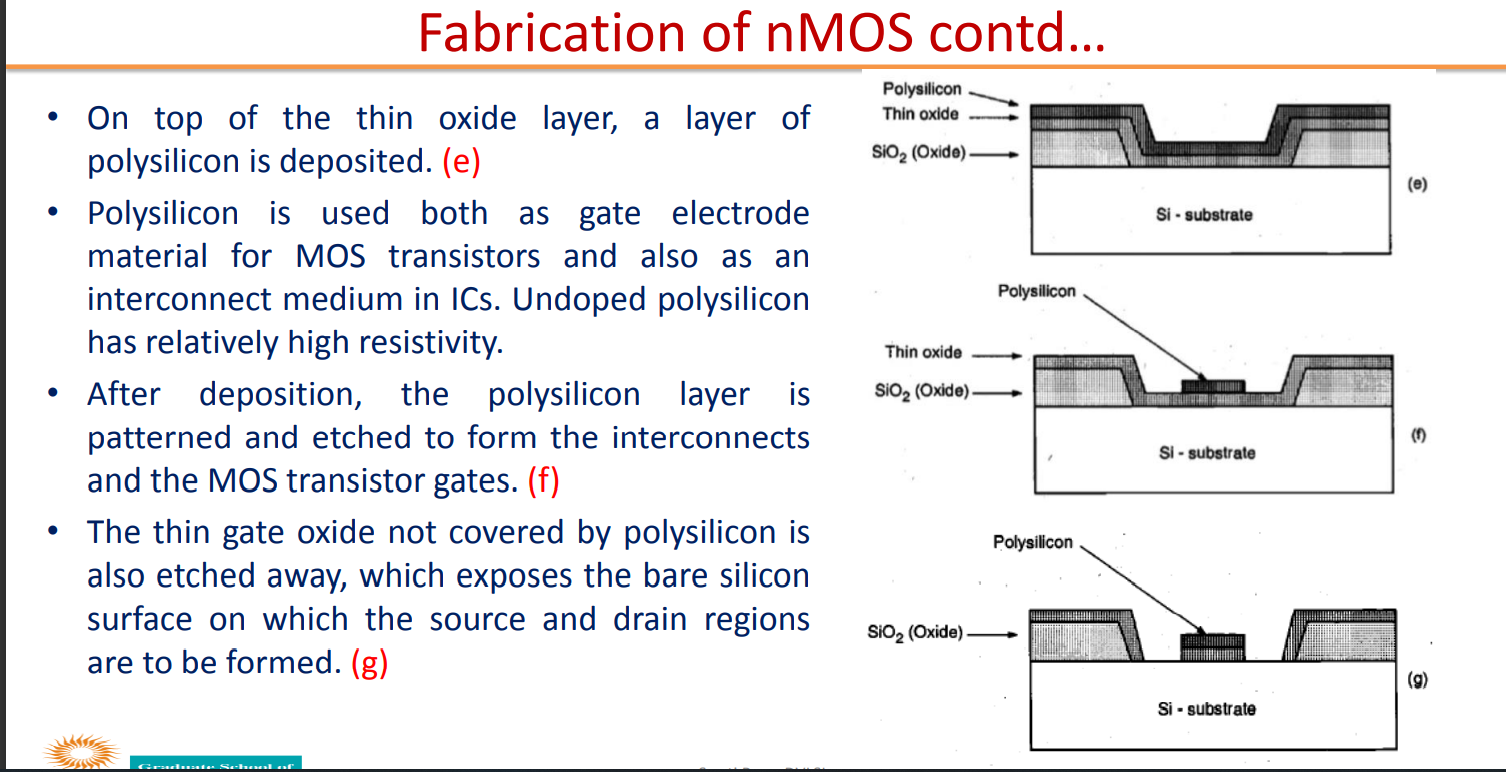 Fabrication of nMOS contd...
• On top of the thin oxide layer, a layer of
polysilicon is deposited. (e)
• Polysilicon is used both as gate electrode
material for MOS transistors and also as an
interconnect medium in ICs. Undoped polysilicon
has relatively high resistivity.
• After deposition, the polysilicon layer is
patterned and etched to form the interconnects
and the MOS transistor gates. (f)
• The thin gate oxide not covered by polysilicon is
also etched away, which exposes the bare silicon
surface on which the source and drain regions
are to be formed. (g)
Polysilicon
Thin oxide
SiO₂ (Oxide)
(e)
Si - substrate
Polysilicon
Thin oxide
SiO₂ (Oxide)
(f)
Si - substrate
Polysilicon
SiO₂ (Oxide)
(g)
Si - substrate
Graduate School of